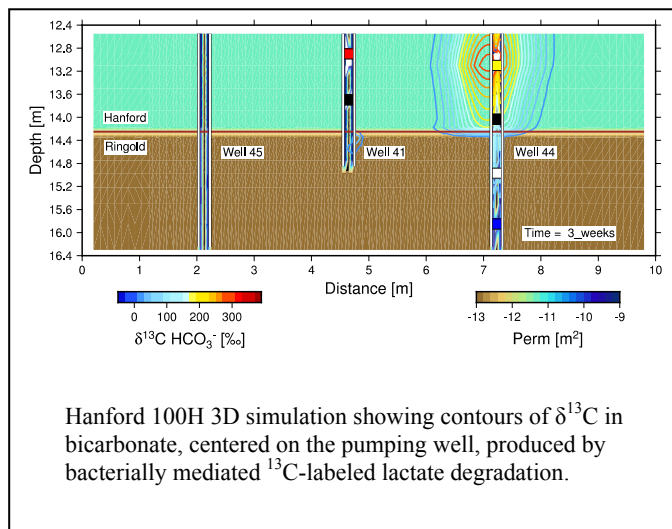 12.4
12.8
13.2
13.6
14.0
14.4
14.8
15.2
15.6
16.0
16.4
Depth [m]
Hanford
Ringold
Well 45
Well 41
Well 44
Time = 3_weeks
0 1 2 3 4 5 6 7 8 9 10
Distance [m]
0 100 200 300
δ¹³C HCO₃⁻ [‰]
-13 -12 -11 -10 -9
Perm [m²]
Hanford 100H 3D simulation showing contours of δ¹³C in
bicarbonate, centered on the pumping well, produced by
bacterially mediated ¹³C-labeled lactate degradation.